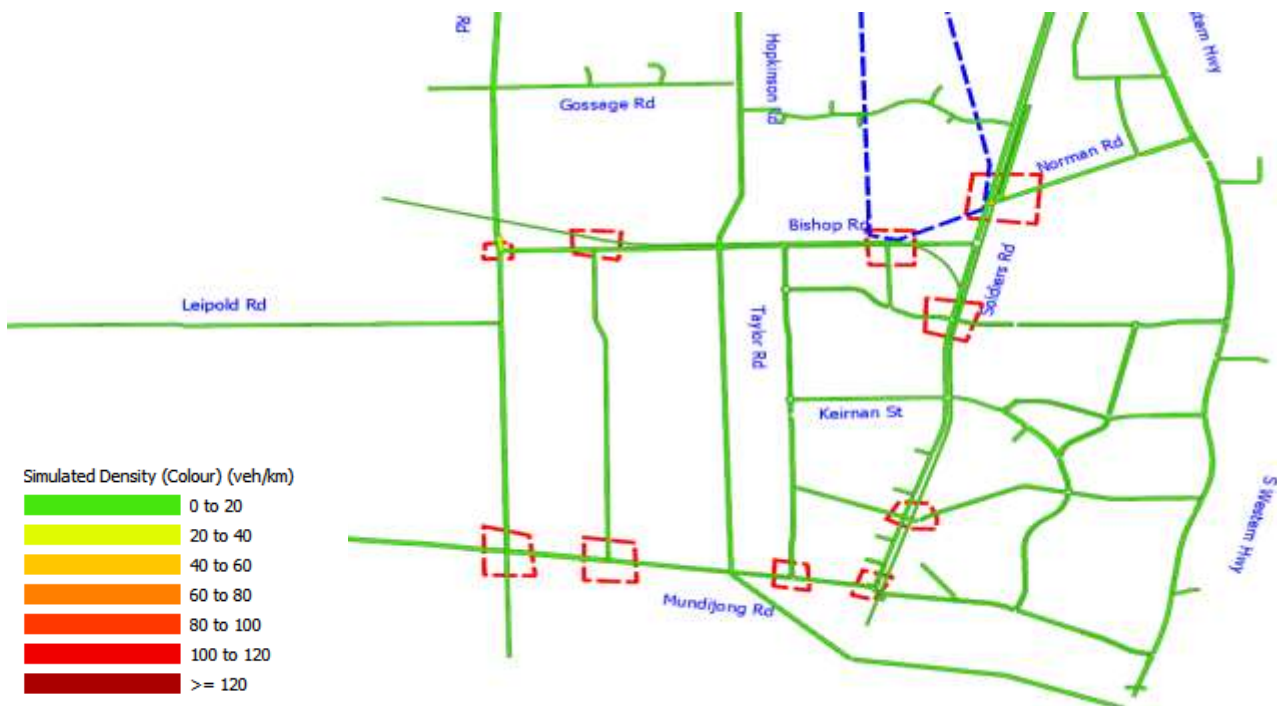 Rd
Hopkinson Rd
tern Hwy
Gossage Rd
Norman Rd
Bishop Rd
Soldiers Rd
Leipold Rd
Taylor Rd
Keirnan St
S Western Hwy
Mundijong Rd
Simulated Density (Colour) (veh/km)
0 to 20
20 to 40
40 to 60
60 to 80
80 to 100
100 to 120
>= 120